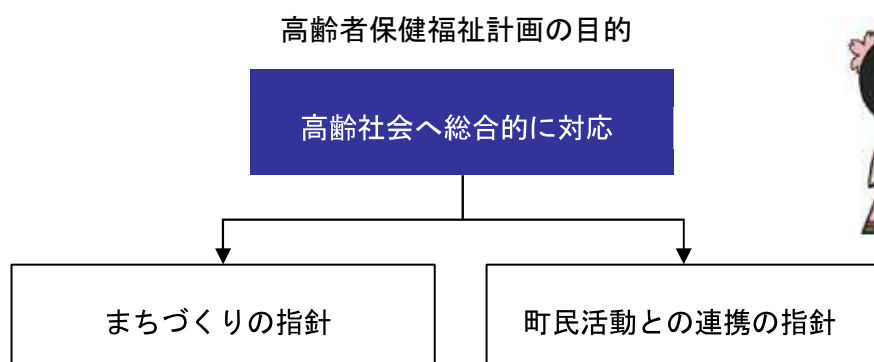 高齢者保健福祉計画の目的
高齢社会へ総合的に対応
まちづくりの指針
町民活動との連携の指針